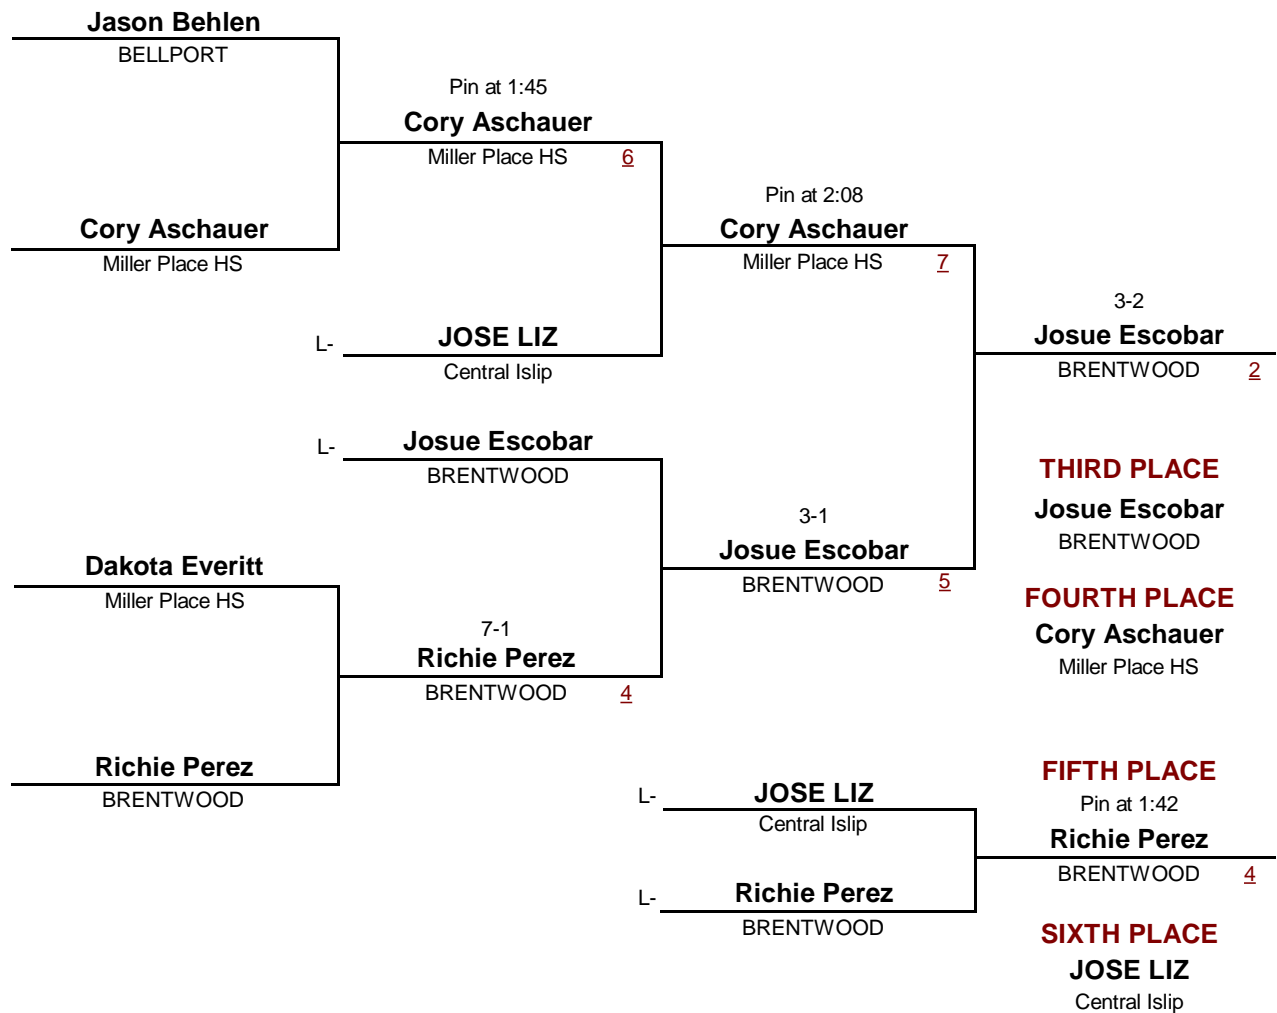 Jason Behlen
BELLPORT
Pin at 1:45
Cory Aschauer
Miller Place HS 6
Pin at 2:08
Cory Aschauer
Miller Place HS
Cory Aschauer
Miller Place HS 7
3-2
Josue Escobar
BRENTWOOD 2
L- JOSE LIZ
Central Islip
L- Josue Escobar
BRENTWOOD
THIRD PLACE
Josue Escobar
BRENTWOOD
3-1
Josue Escobar
BRENTWOOD 5
Dakota Everitt
Miller Place HS
FOURTH PLACE
Cory Aschauer
Miller Place HS
7-1
Richie Perez
BRENTWOOD 4
Richie Perez
BRENTWOOD
FIFTH PLACE
L- JOSE LIZ
Central Islip
Pin at 1:42
Richie Perez
BRENTWOOD 4
L- Richie Perez
BRENTWOOD
SIXTH PLACE
JOSE LIZ
Central Islip